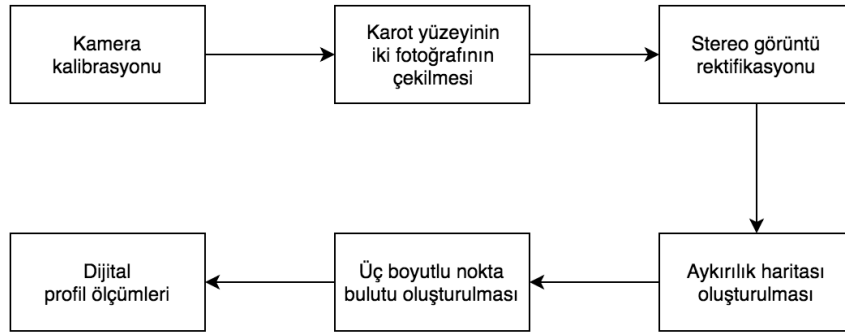 Kamera
kalibrasyonu
Karot yüzeyinin
iki fotoğrafının
çekilmesi
Stereo görüntü
rektifikasyonu
Aykırılık haritası
oluşturulması
Üç boyutlu nokta
bulutu oluşturulması
Dijital
profil ölçümleri